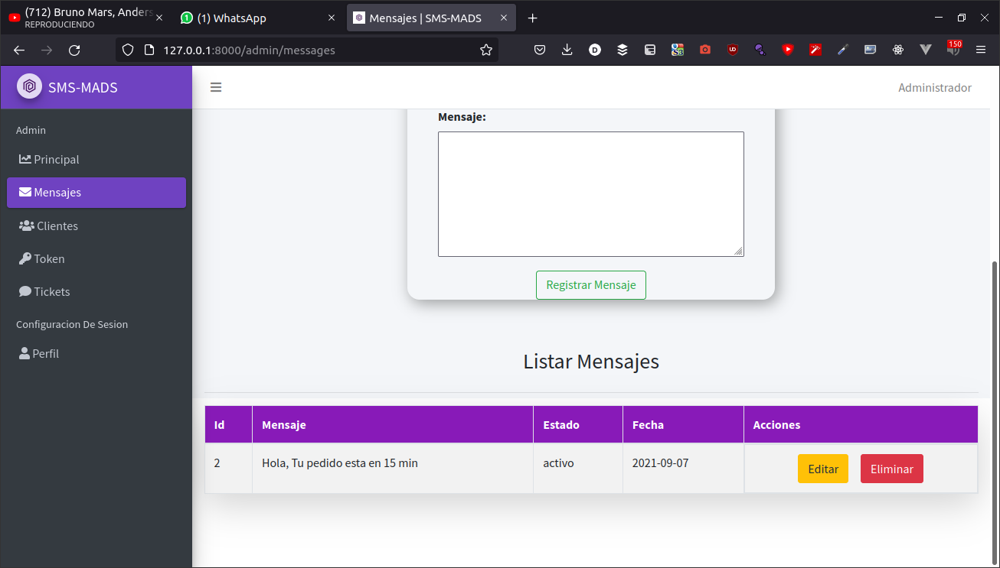 (712) Bruno Mars, Anders
REPRODUCIENDO
(1) WhatsApp
Mensajes | SMS-MADS
127.0.0.1:8000/admin/messages
150
SMS-MADS
Administrador
Admin
Principal
Mensajes
Clientes
Token
Tickets
Configuracion De Sesion
Perfil
Mensaje:
Registrar Mensaje
Listar Mensajes
Id Mensaje Estado Fecha Acciones
2 Hola, Tu pedido esta en 15 min activo 2021-09-07 Editar Eliminar